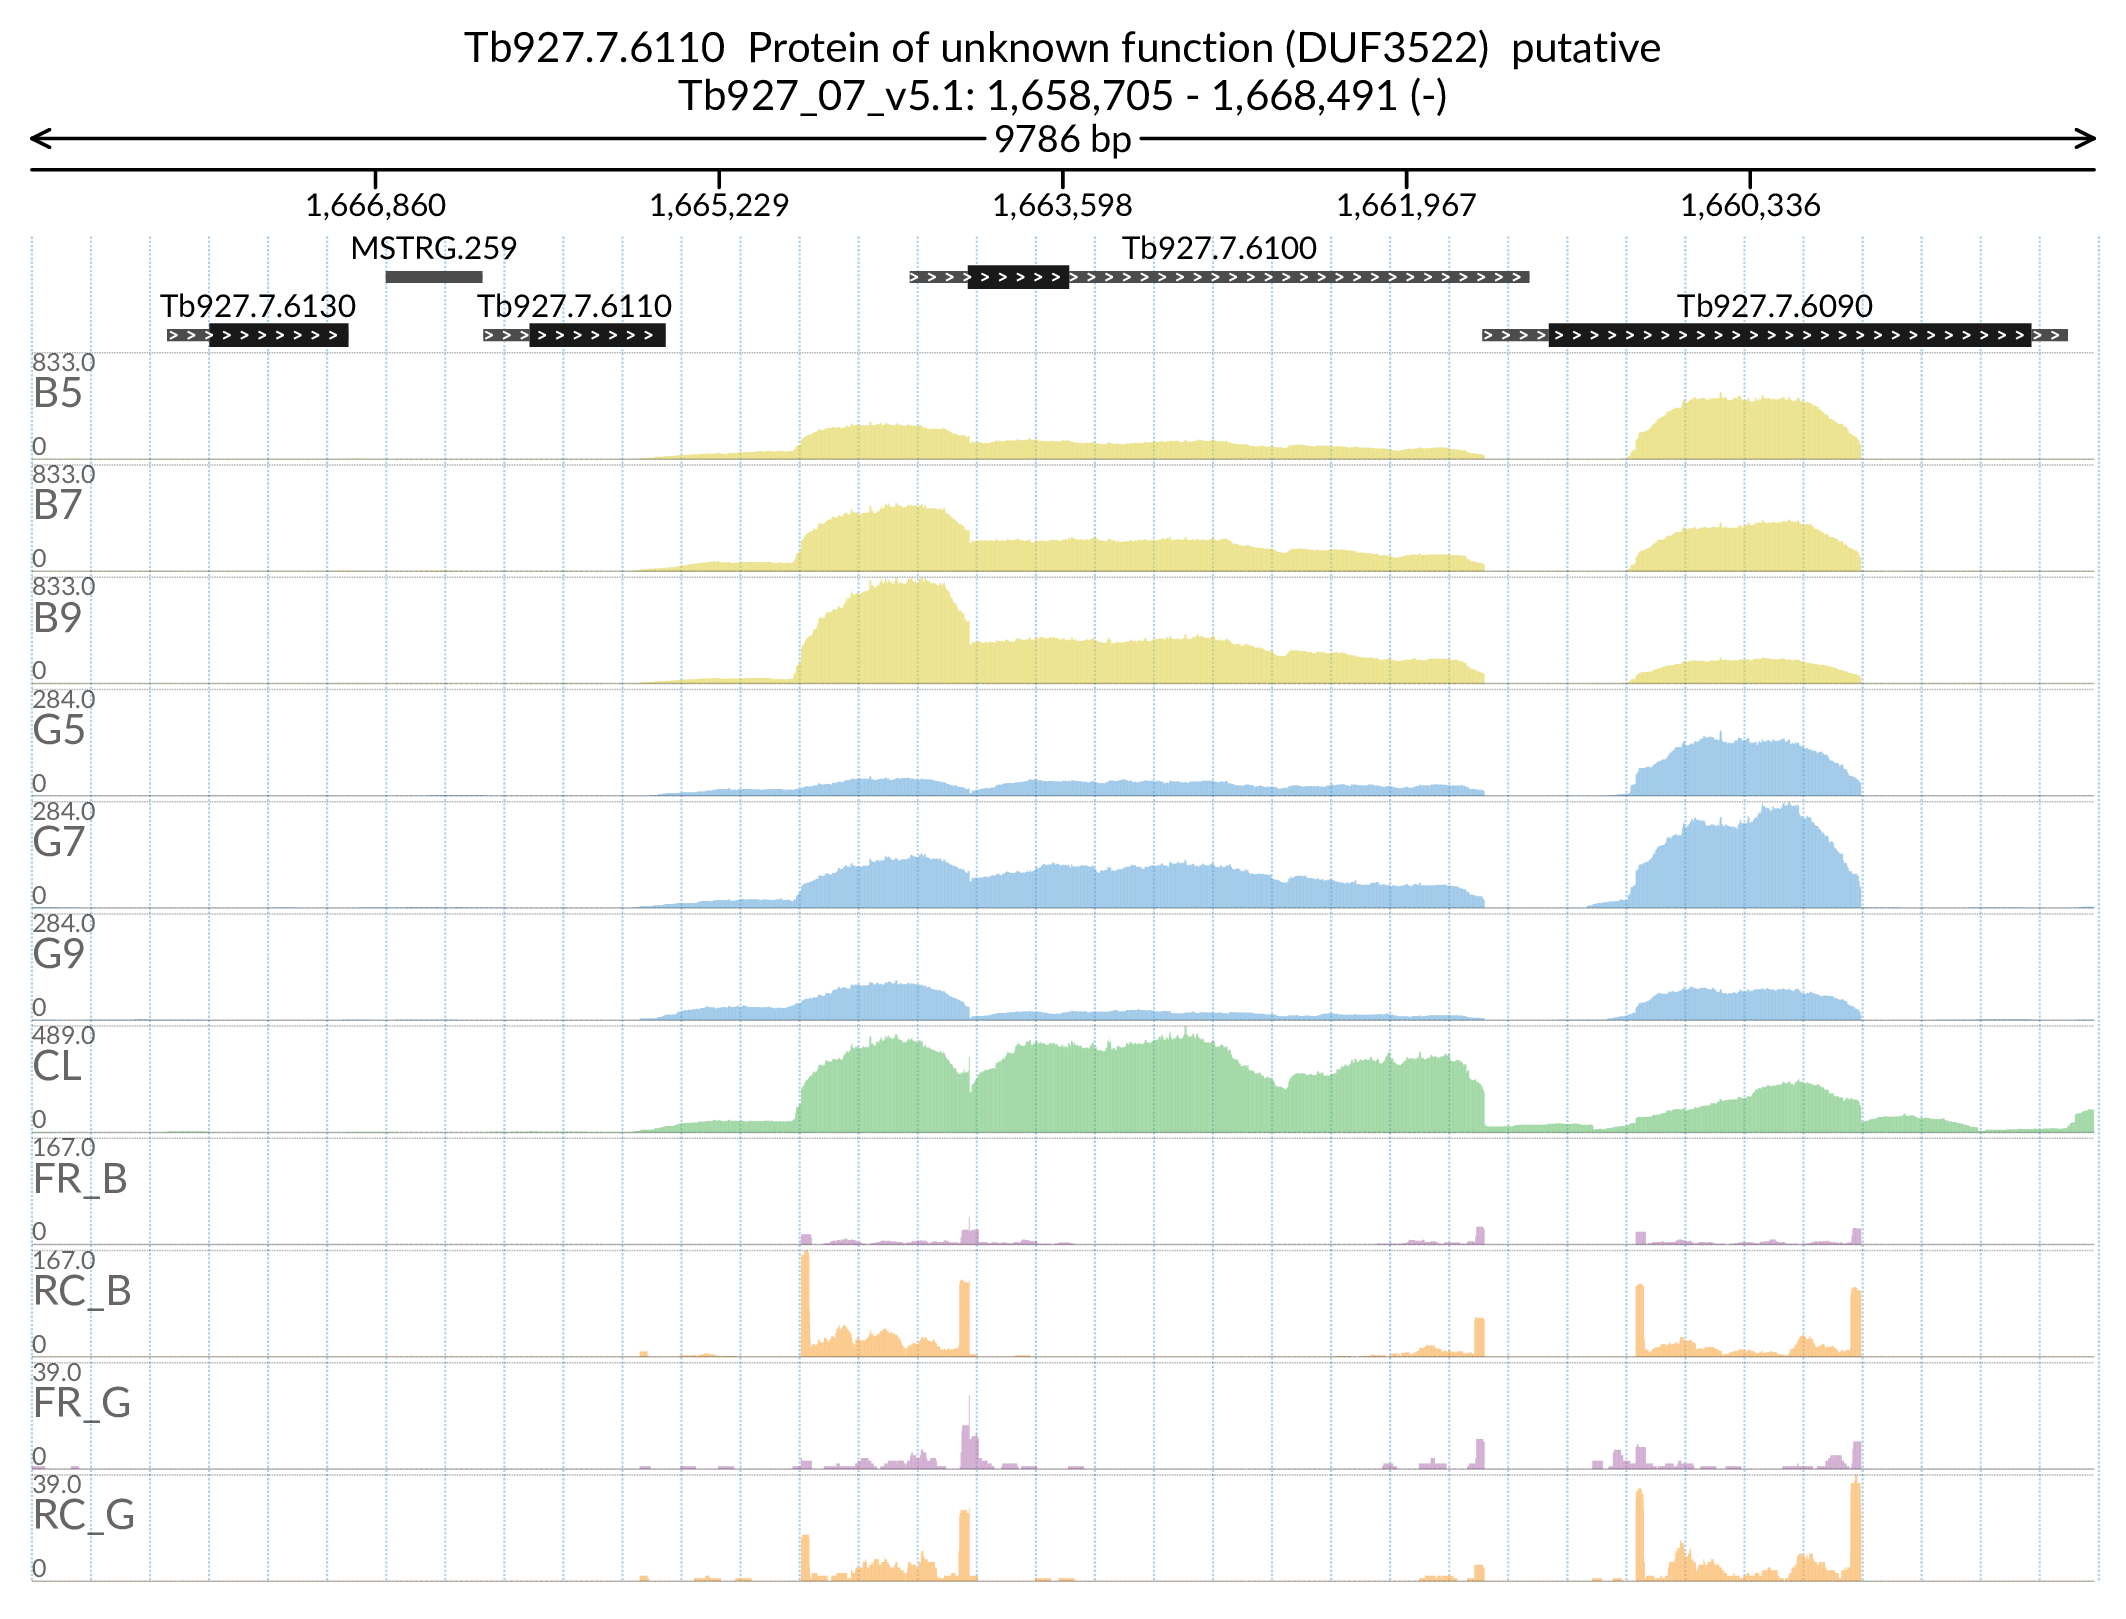 Tb927.7.6110  Protein of unknown function (DUF3522)  putative
Tb927_07_v5.1: 1,658,705 - 1,668,491 (-)
9786 bp
1,666,860 1,665,229 1,663,598 1,661,967 1,660,336
MSTRG.259 Tb927.7.6100
Tb927.7.6130 Tb927.7.6110 Tb927.7.6090
833.0
B5
0
833.0
B7
0
833.0
B9
0
284.0
G5
0
284.0
G7
0
284.0
G9
0
489.0
CL
0
167.0
FR_B
0
167.0
RC_B
0
39.0
FR_G
0
39.0
RC_G
0